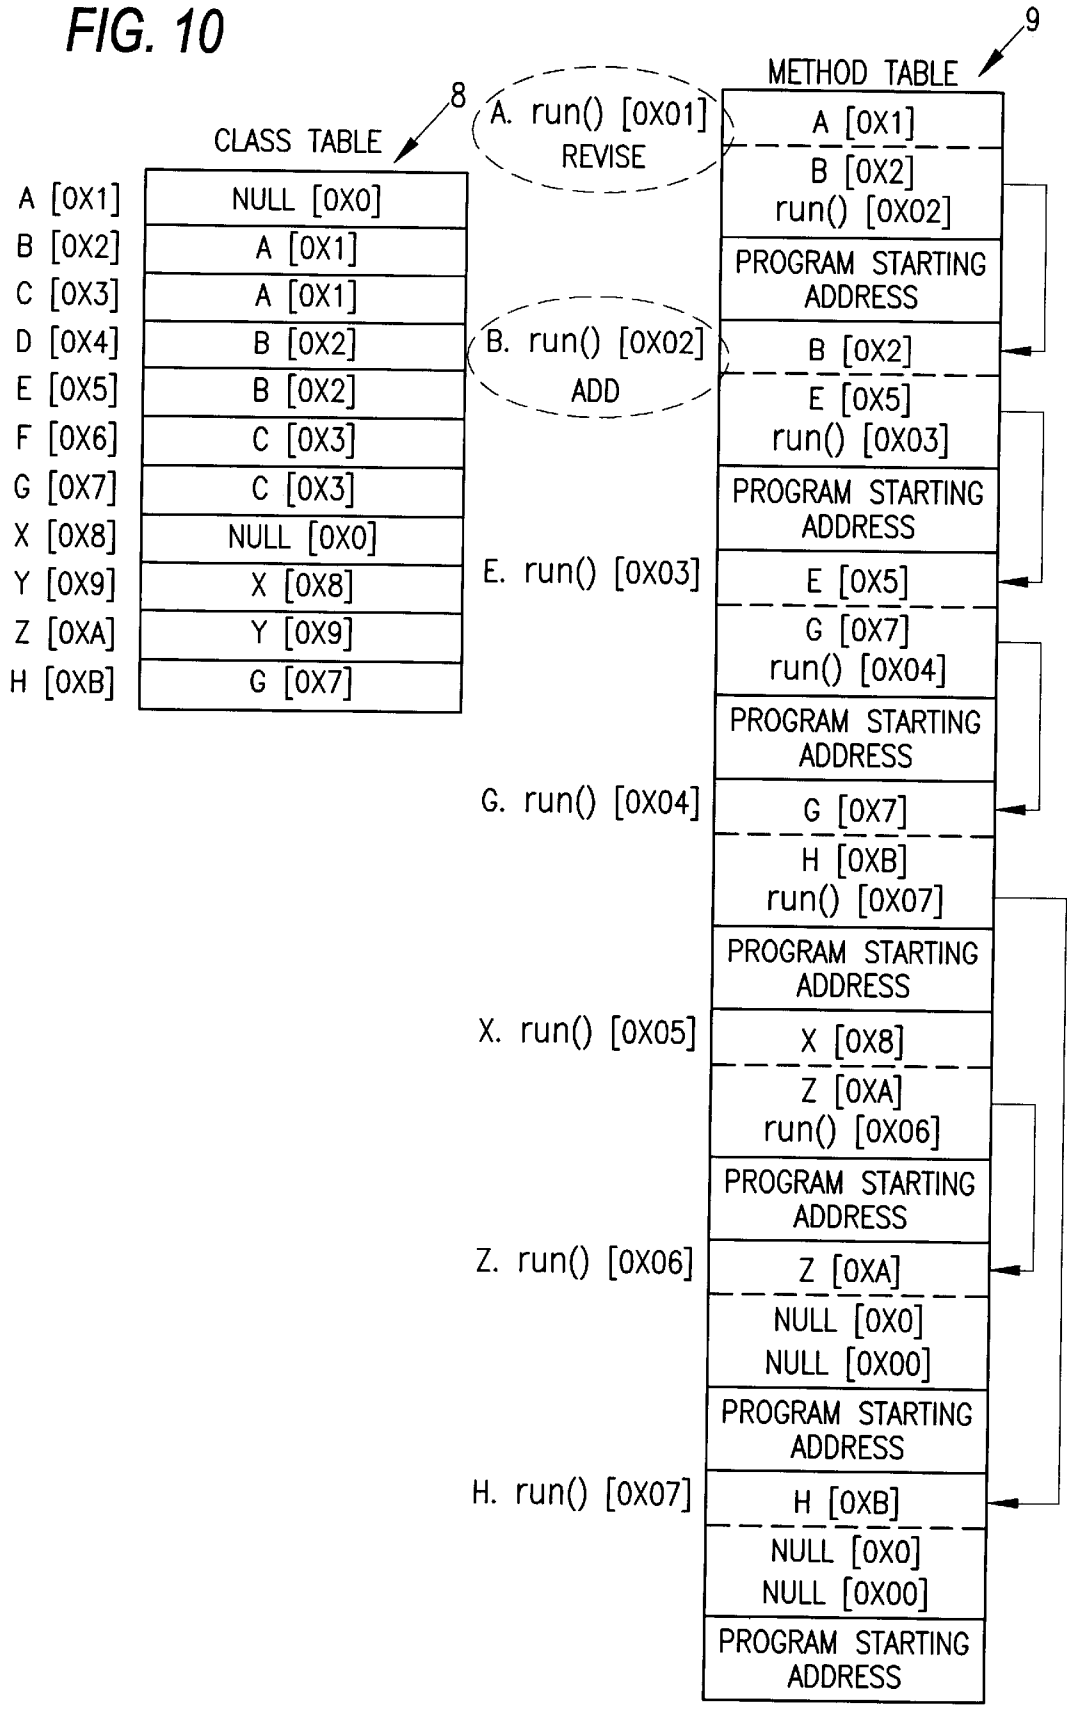 FIG. 10
8
CLASS TABLE
A [0X1] NULL [0X0]
B [0X2] A [0X1]
C [0X3] A [0X1]
D [0X4] B [0X2]
E [0X5] B [0X2]
F [0X6] C [0X3]
G [0X7] C [0X3]
X [0X8] NULL [0X0]
Y [0X9] X [0X8]
Z [0XA] Y [0X9]
H [0XB] G [0X7]
9
METHOD TABLE
A. run() [0X01]
REVISE
A [0X1]
B [0X2]
run() [0X02]
PROGRAM STARTING
ADDRESS
B. run() [0X02]
ADD
B [0X2]
E [0X5]
run() [0X03]
PROGRAM STARTING
ADDRESS
E. run() [0X03]
E [0X5]
G [0X7]
run() [0X04]
PROGRAM STARTING
ADDRESS
G. run() [0X04]
G [0X7]
H [0XB]
run() [0X07]
PROGRAM STARTING
ADDRESS
X. run() [0X05]
X [0X8]
Z [0XA]
run() [0X06]
PROGRAM STARTING
ADDRESS
Z. run() [0X06]
Z [0XA]
NULL [0X0]
NULL [0X00]
PROGRAM STARTING
ADDRESS
H. run() [0X07]
H [0XB]
NULL [0X0]
NULL [0X00]
PROGRAM STARTING
ADDRESS